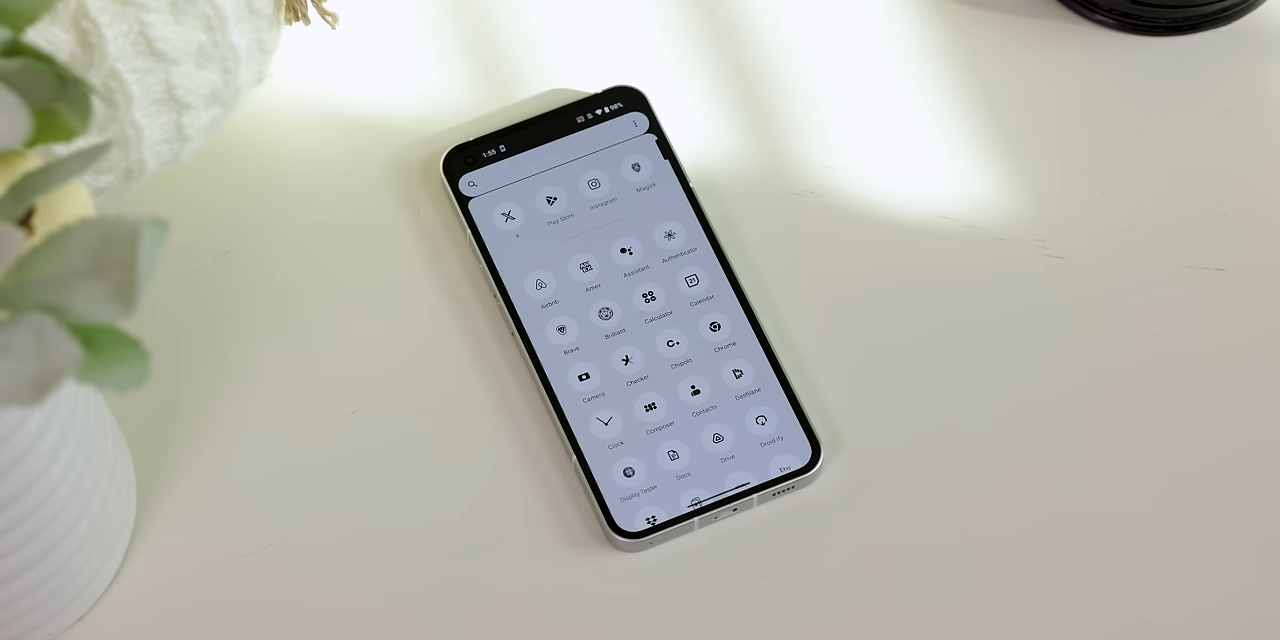 1:55 98%
X Play Store Instagram Magisk
Airbnb Amex Assistant Authenticator
Brave Brilliant Calculator Calendar
Camera Checker Chipolo Chrome
Clock Composer Contacts Dashlane
Display Tester Docs Drive Droid-ify
Etsy